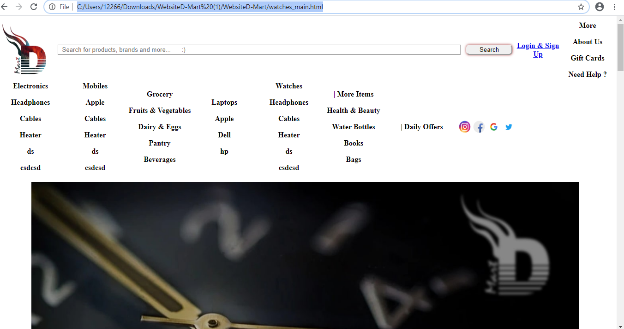 File | C:/Users/12266/Downloads/WebsiteD-Mart%20(1)/WebsiteD-Mart/watches_main.html
More
About Us
Gift Cards
Need Help ?
Mart D
Search for products, brands and more... :)
Search
Login & Sign
Up
Electronics
Headphones
Cables
Heater
ds
csdcsd
Mobiles
Apple
Cables
Heater
ds
csdcsd
Grocery
Fruits & Vegetables
Dairy & Eggs
Pantry
Beverages
Laptops
Apple
Dell
hp
Watches
Headphones
Cables
Heater
ds
csdcsd
| More Items
Health & Beauty
Water Bottles
Books
Bags
| Daily Offers
Mart D